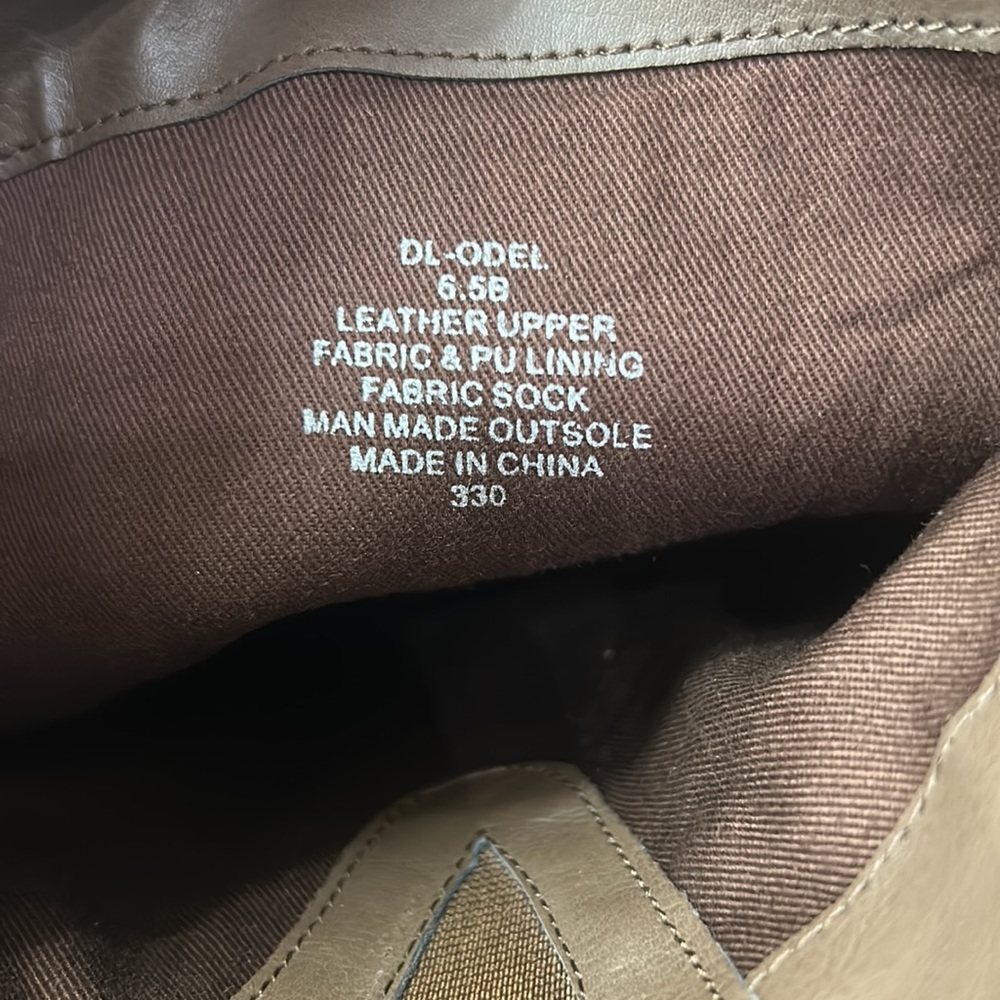 DL-ODEL
6.5B
LEATHER UPPER
FABRIC & PU LINING
FABRIC SOCK
MAN MADE OUTSOLE
MADE IN CHINA
330